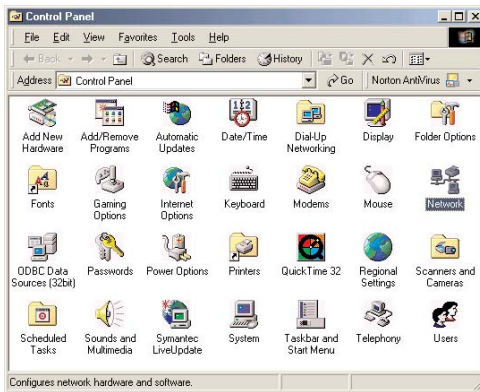 Control Panel
File Edit View Favorites Tools Help
Back Search Folders History
Address Control Panel Go Norton AntiVirus
Add New Hardware
Add/Remove Programs
Automatic Updates
Date/Time
Dial-Up Networking
Display
Folder Options
Fonts
Gaming Options
Internet Options
Keyboard
Modems
Mouse
Network
ODBC Data Sources (32bit)
Passwords
Power Options
Printers
QuickTime 32
Regional Settings
Scanners and Cameras
Scheduled Tasks
Sounds and Multimedia
Symantec LiveUpdate
System
Taskbar and Start Menu
Telephony
Users
Configures network hardware and software.